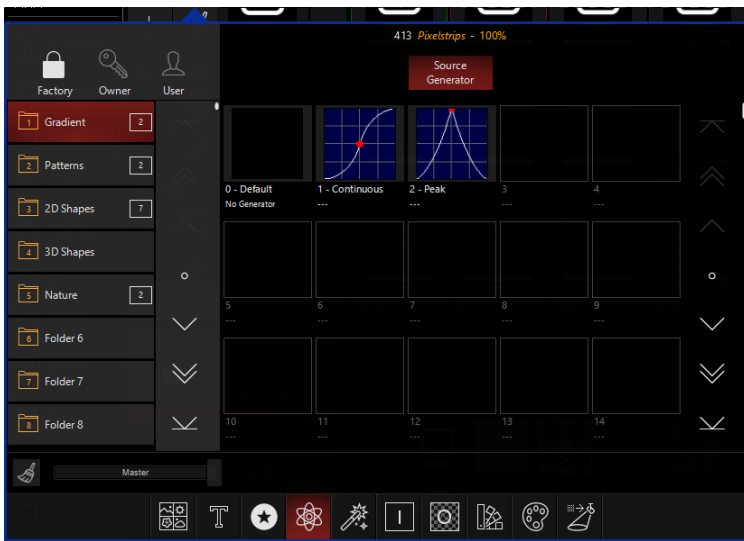 413 Pixelstrips - 100%
Factory Owner User
Source
Generator
1 Gradient 2
2 Patterns 2
3 2D Shapes 7
4 3D Shapes
5 Nature 2
6 Folder 6
7 Folder 7
8 Folder 8
0 - Default 1 - Continuous 2 - Peak 3 4
No Generator --- --- --- ---
5 6 7 8 9
--- --- --- --- ---
10 11 12 13 14
--- --- --- --- ---
Master
T I